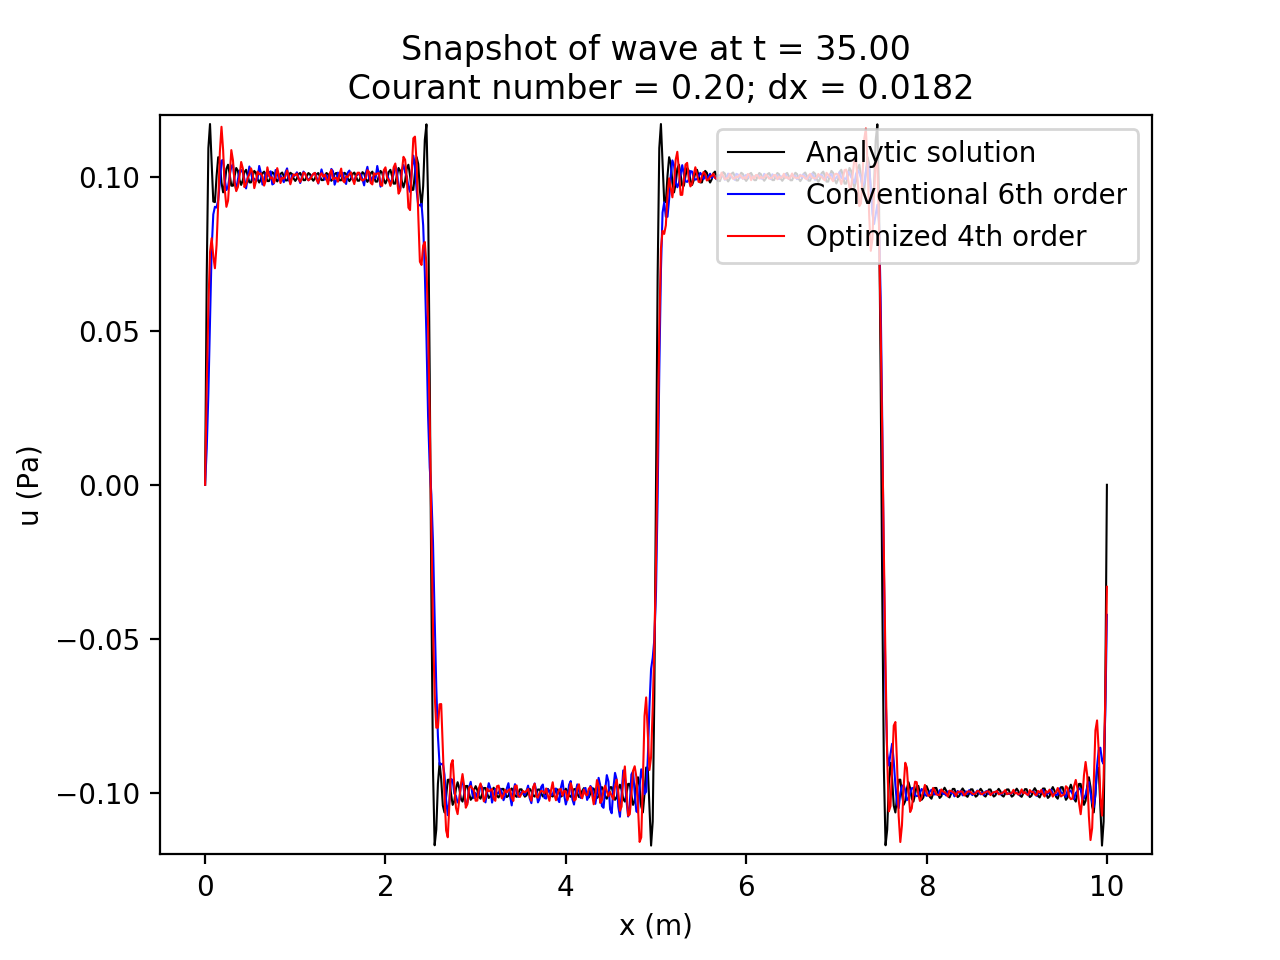 Snapshot of wave at t = 35.00
Courant number = 0.20; dx = 0.0182
Analytic solution
Conventional 6th order
Optimized 4th order
0.10
0.05
0.00
−0.05
−0.10
u (Pa)
0 2 4 6 8 10
x (m)